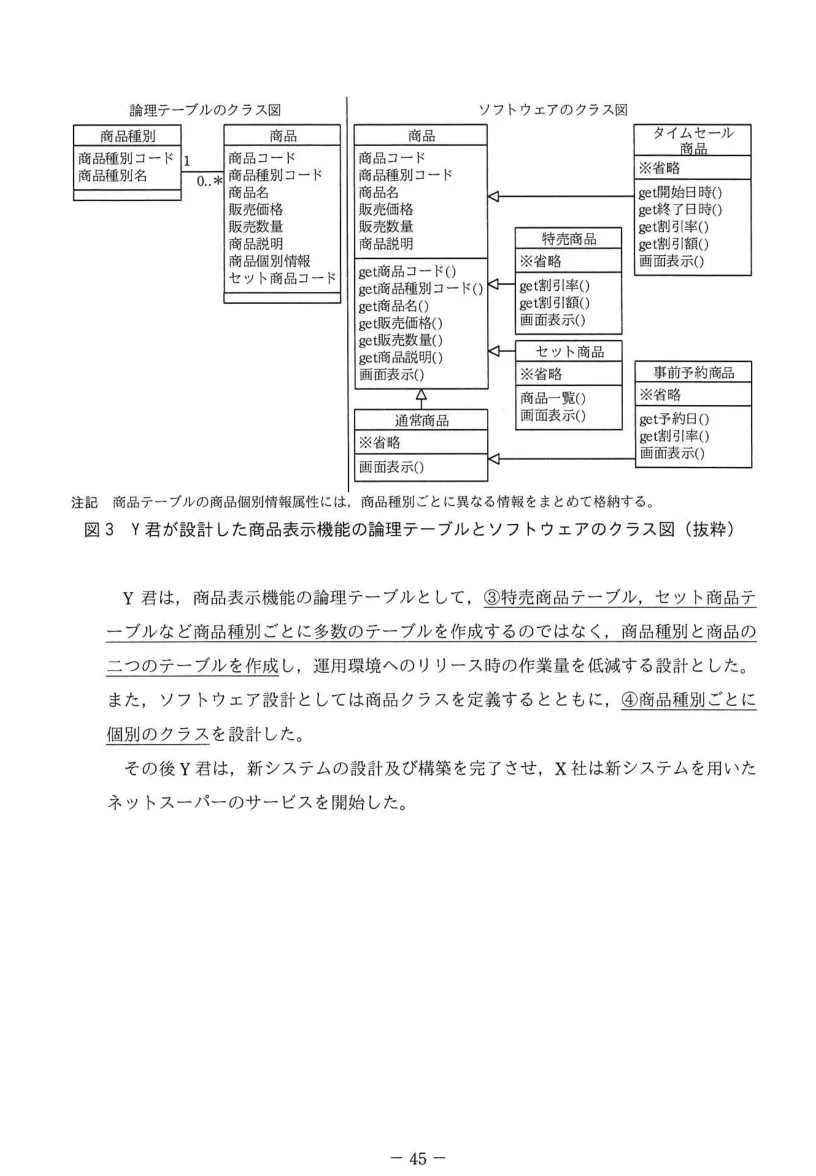 論理テーブルのクラス図
商品種別
商品種別コード
商品種別名
1
0..*
商品
商品コード
商品種別コード
商品名
販売価格
販売数量
商品説明
商品個別情報
セット商品コード
ソフトウェアのクラス図
商品
商品コード
商品種別コード
商品名
販売価格
販売数量
商品説明
get商品コード()
get商品種別コード()
get商品名()
get販売価格()
get販売数量()
get商品説明()
画面表示()
通常商品
※省略
画面表示()
特売商品
※省略
get割引率()
get割引額()
画面表示()
セット商品
※省略
商品一覧()
画面表示()
タイムセール
商品
※省略
get開始日時()
get終了日時()
get割引率()
get割引額()
画面表示()
事前予約商品
※省略
get予約日()
get割引率()
画面表示()
注記 商品テーブルの商品個別情報属性には，商品種別ごとに異なる情報をまとめて格納する。
図3 Y君が設計した商品表示機能の論理テーブルとソフトウェアのクラス図（抜粋）
Y 君は，商品表示機能の論理テーブルとして，③特売商品テーブル，セット商品テ
ーブルなど商品種別ごとに多数のテーブルを作成するのではなく，商品種別と商品の
二つのテーブルを作成し，運用環境へのリリース時の作業量を低減する設計とした。
また，ソフトウェア設計としては商品クラスを定義するとともに，④商品種別ごとに
個別のクラスを設計した。
その後 Y 君は，新システムの設計及び構築を完了させ，X 社は新システムを用いた
ネットスーパーのサービスを開始した。
－ 45 －